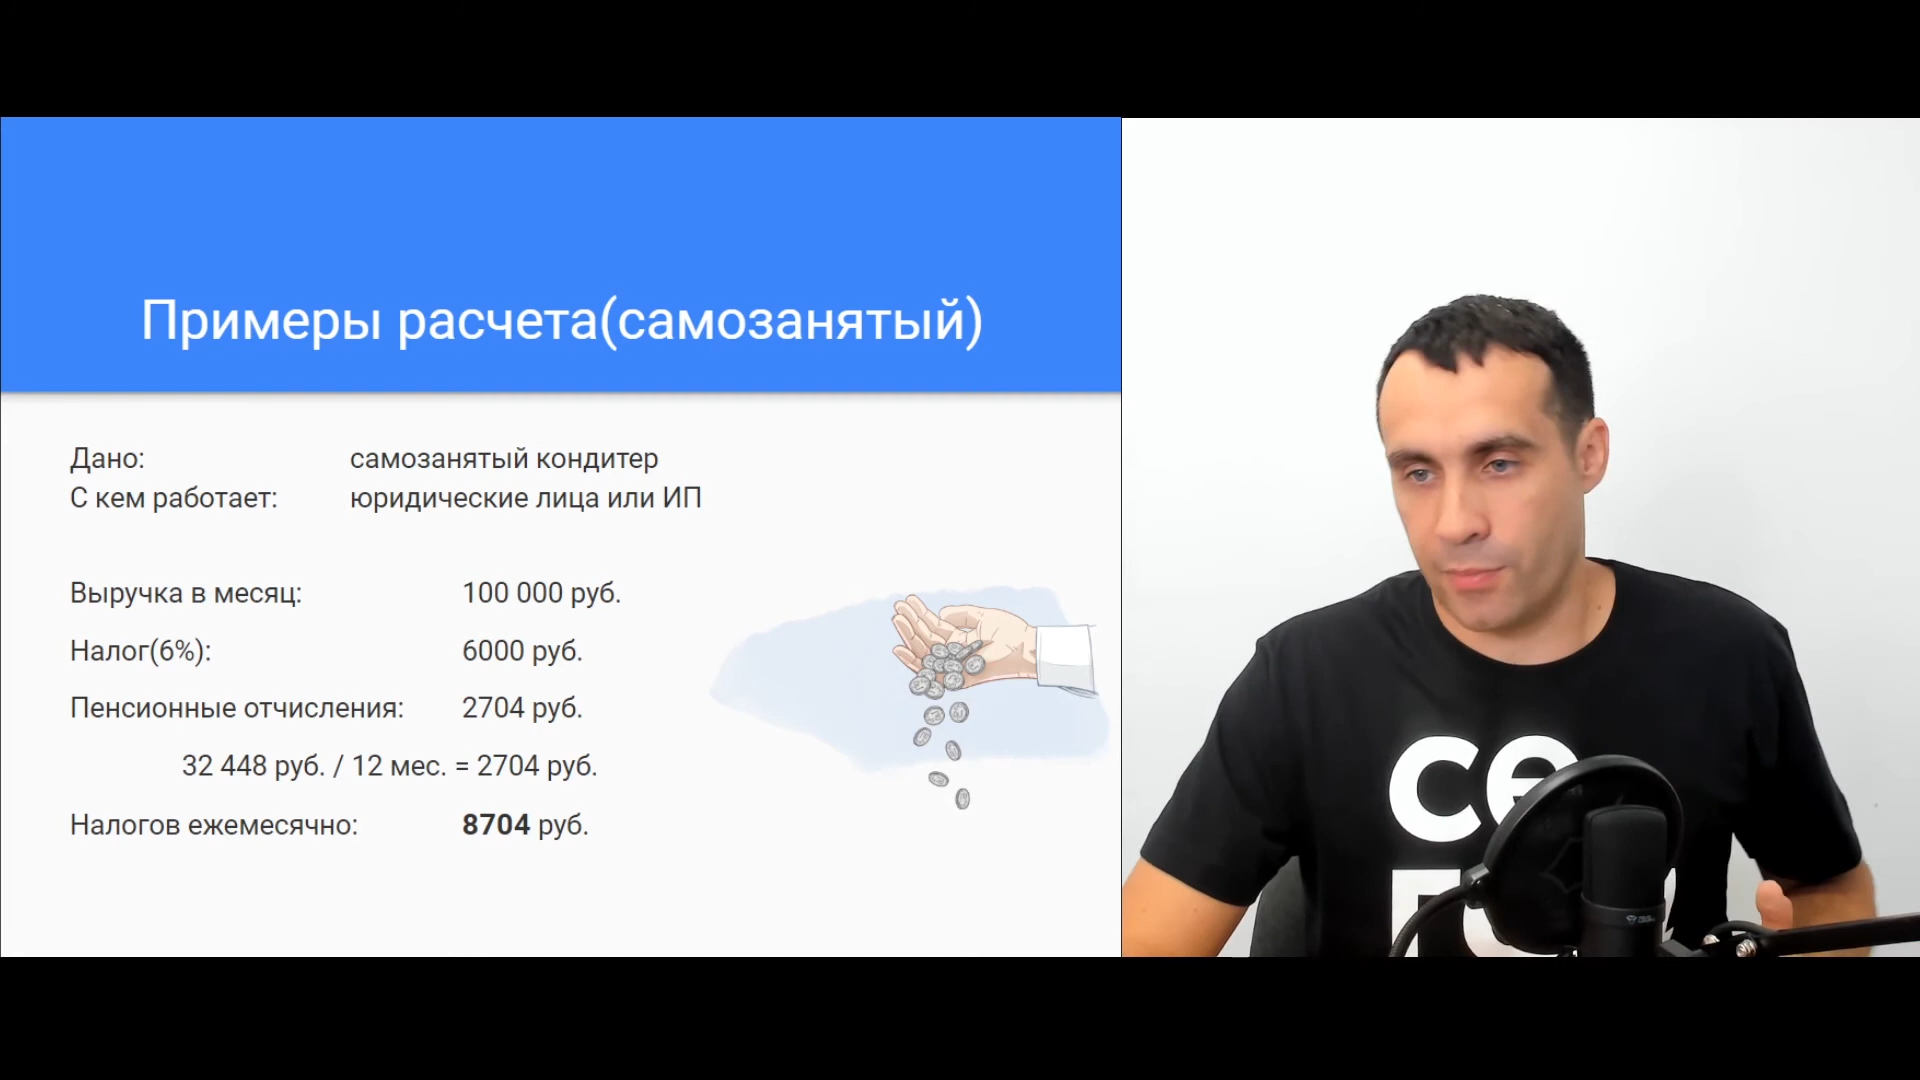 Примеры расчета(самозанятый)
Дано: самозанятый кондитер
С кем работает: юридические лица или ИП
Выручка в месяц: 100 000 руб.
Налог(6%): 6000 руб.
Пенсионные отчисления: 2704 руб.
32 448 руб. / 12 мес. = 2704 руб.
Налогов ежемесячно: 8704 руб.
се